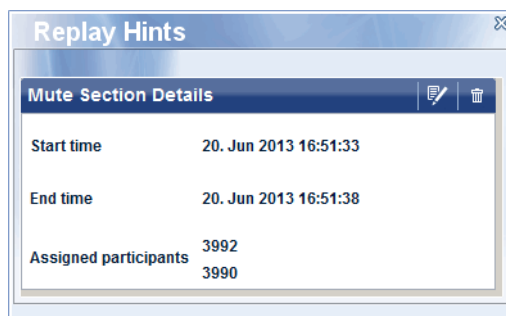 Replay Hints
Mute Section Details
Start time 20. Jun 2013 16:51:33
End time 20. Jun 2013 16:51:38
Assigned participants 3992
3990